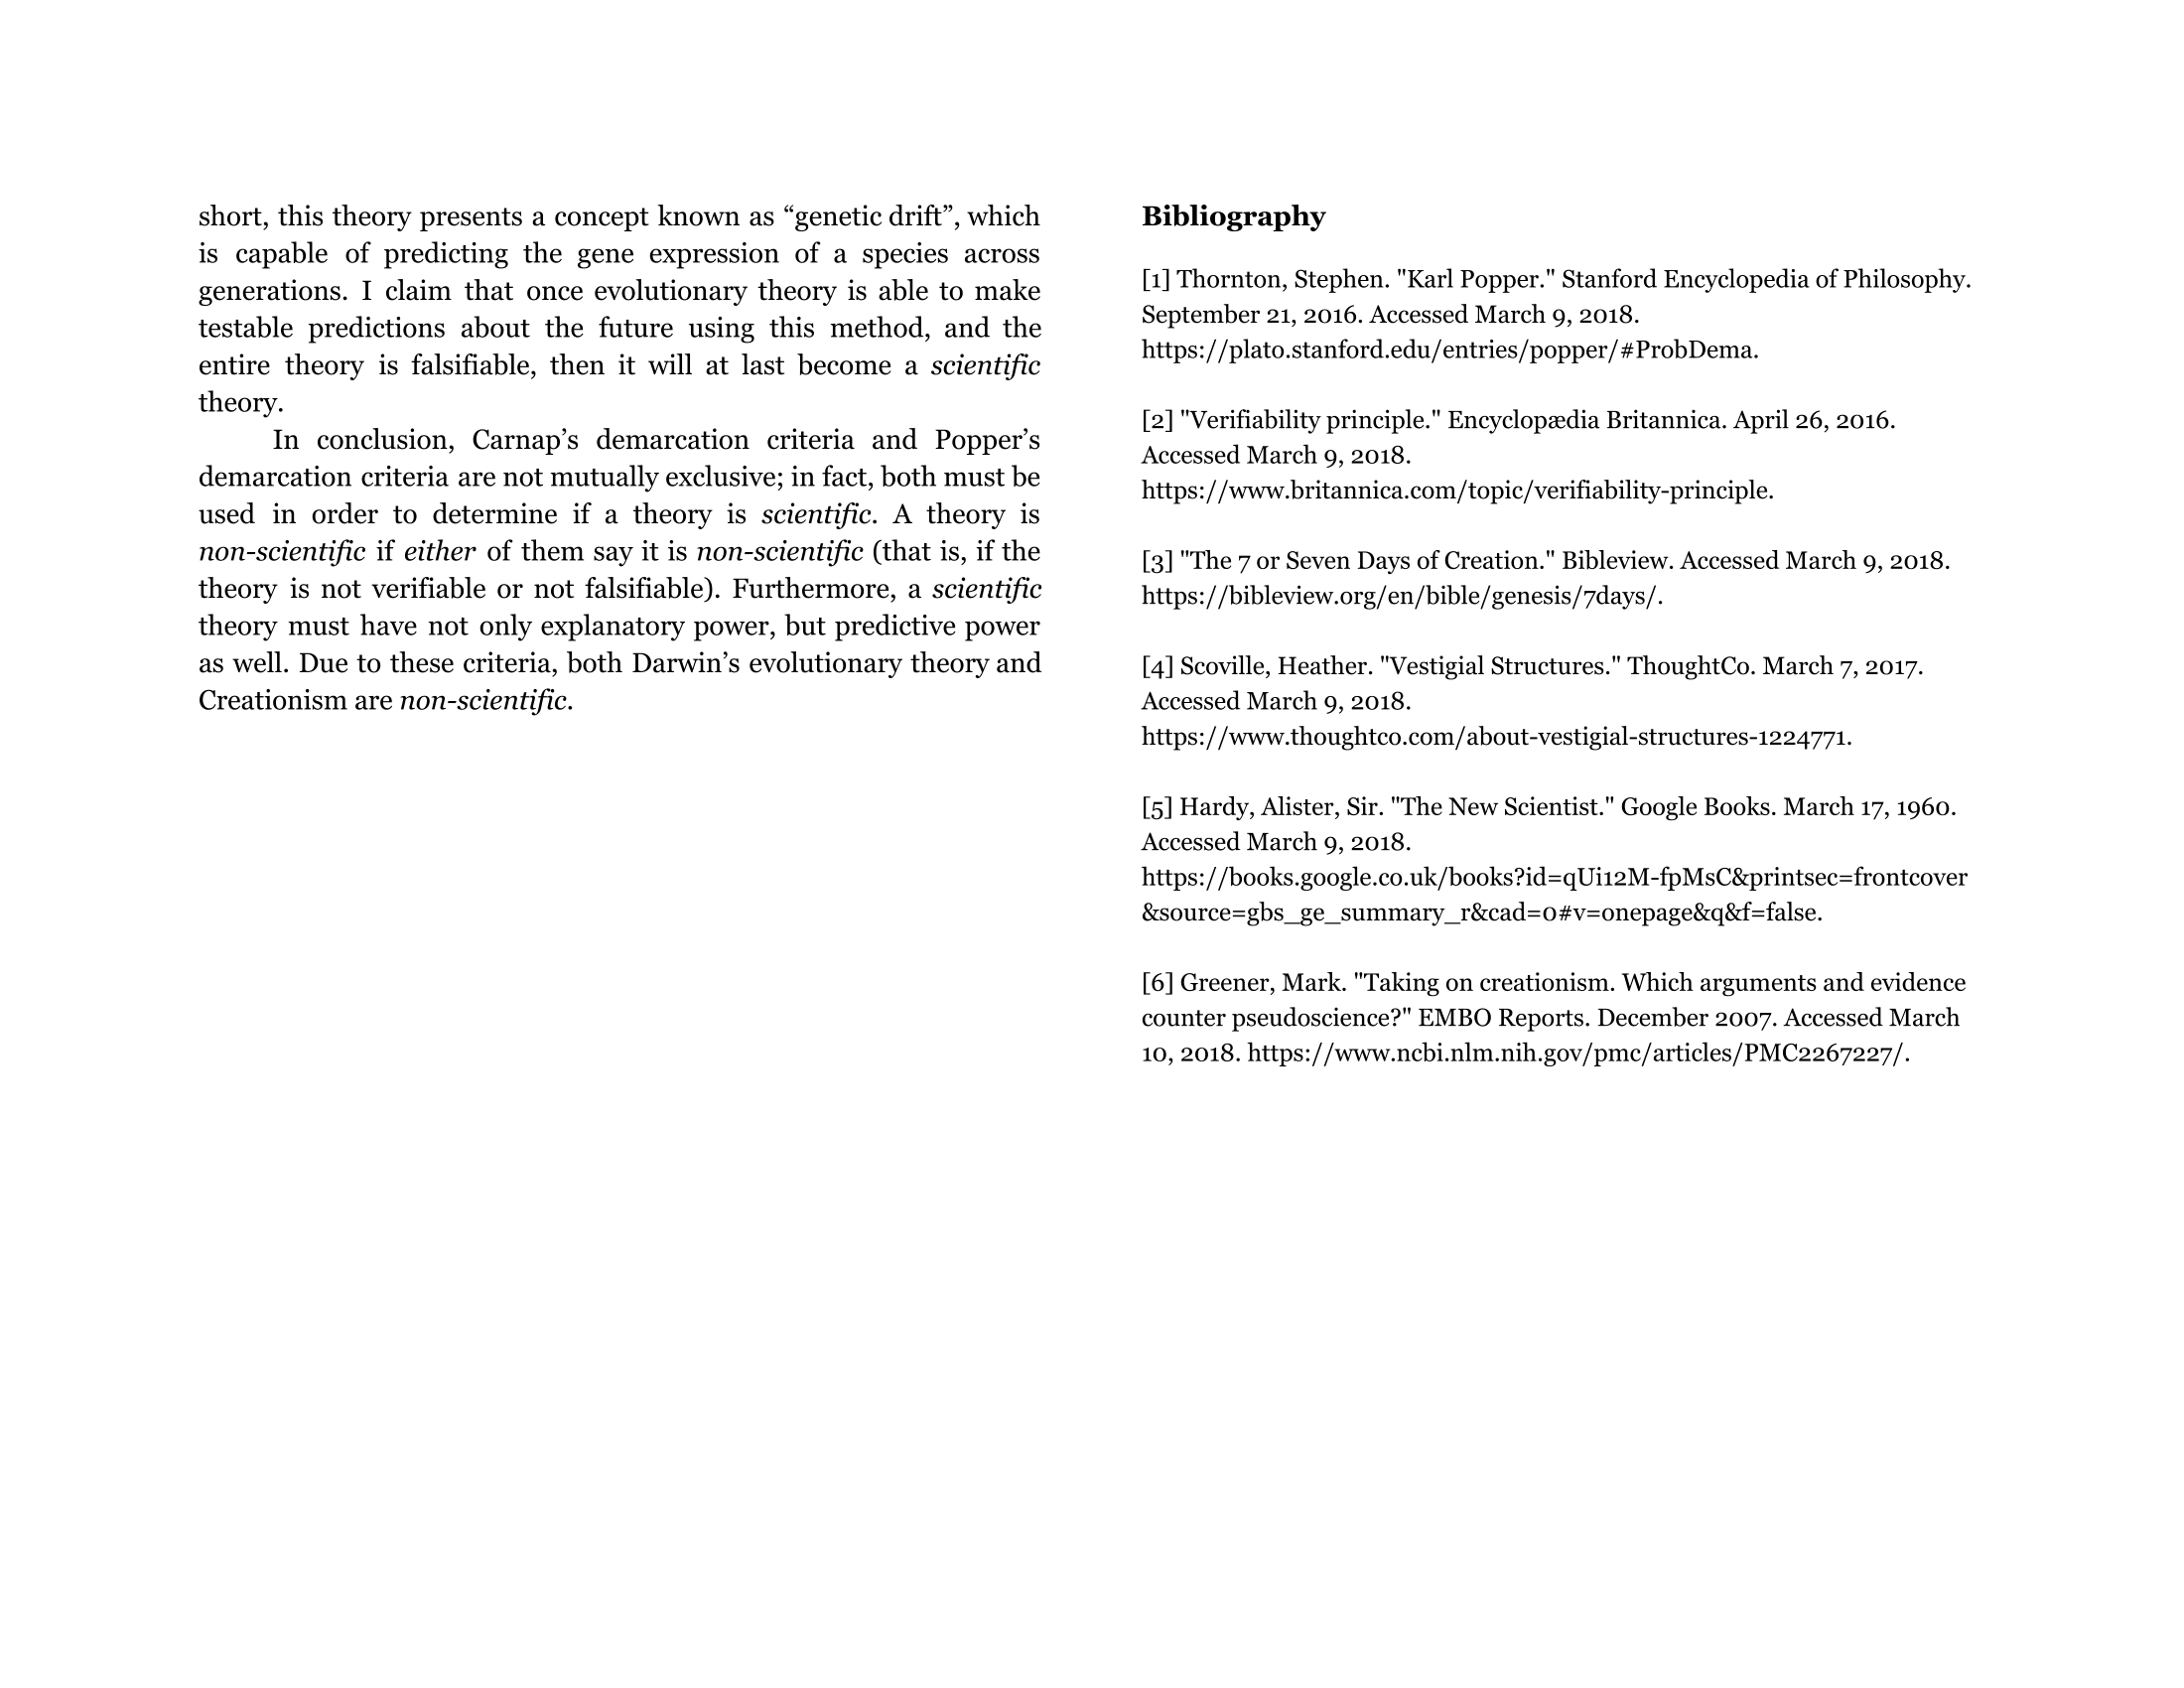 short, this theory presents a concept known as “genetic drift”, which
is capable of predicting the gene expression of a species across
generations. I claim that once evolutionary theory is able to make
testable predictions about the future using this method, and the
entire theory is falsifiable, then it will at last become a scientific
theory.
In conclusion, Carnap’s demarcation criteria and Popper’s
demarcation criteria are not mutually exclusive; in fact, both must be
used in order to determine if a theory is scientific. A theory is
non-scientific if either of them say it is non-scientific (that is, if the
theory is not verifiable or not falsifiable). Furthermore, a scientific
theory must have not only explanatory power, but predictive power
as well. Due to these criteria, both Darwin’s evolutionary theory and
Creationism are non-scientific.
Bibliography
[1] Thornton, Stephen. "Karl Popper." Stanford Encyclopedia of Philosophy.
September 21, 2016. Accessed March 9, 2018.
https://plato.stanford.edu/entries/popper/#ProbDema.
[2] "Verifiability principle." Encyclopædia Britannica. April 26, 2016.
Accessed March 9, 2018.
https://www.britannica.com/topic/verifiability-principle.
[3] "The 7 or Seven Days of Creation." Bibleview. Accessed March 9, 2018.
https://bibleview.org/en/bible/genesis/7days/.
[4] Scoville, Heather. "Vestigial Structures." ThoughtCo. March 7, 2017.
Accessed March 9, 2018.
https://www.thoughtco.com/about-vestigial-structures-1224771.
[5] Hardy, Alister, Sir. "The New Scientist." Google Books. March 17, 1960.
Accessed March 9, 2018.
https://books.google.co.uk/books?id=qUi12M-fpMsC&printsec=frontcover
&source=gbs_ge_summary_r&cad=0#v=onepage&q&f=false.
[6] Greener, Mark. "Taking on creationism. Which arguments and evidence
counter pseudoscience?" EMBO Reports. December 2007. Accessed March
10, 2018. https://www.ncbi.nlm.nih.gov/pmc/articles/PMC2267227/.